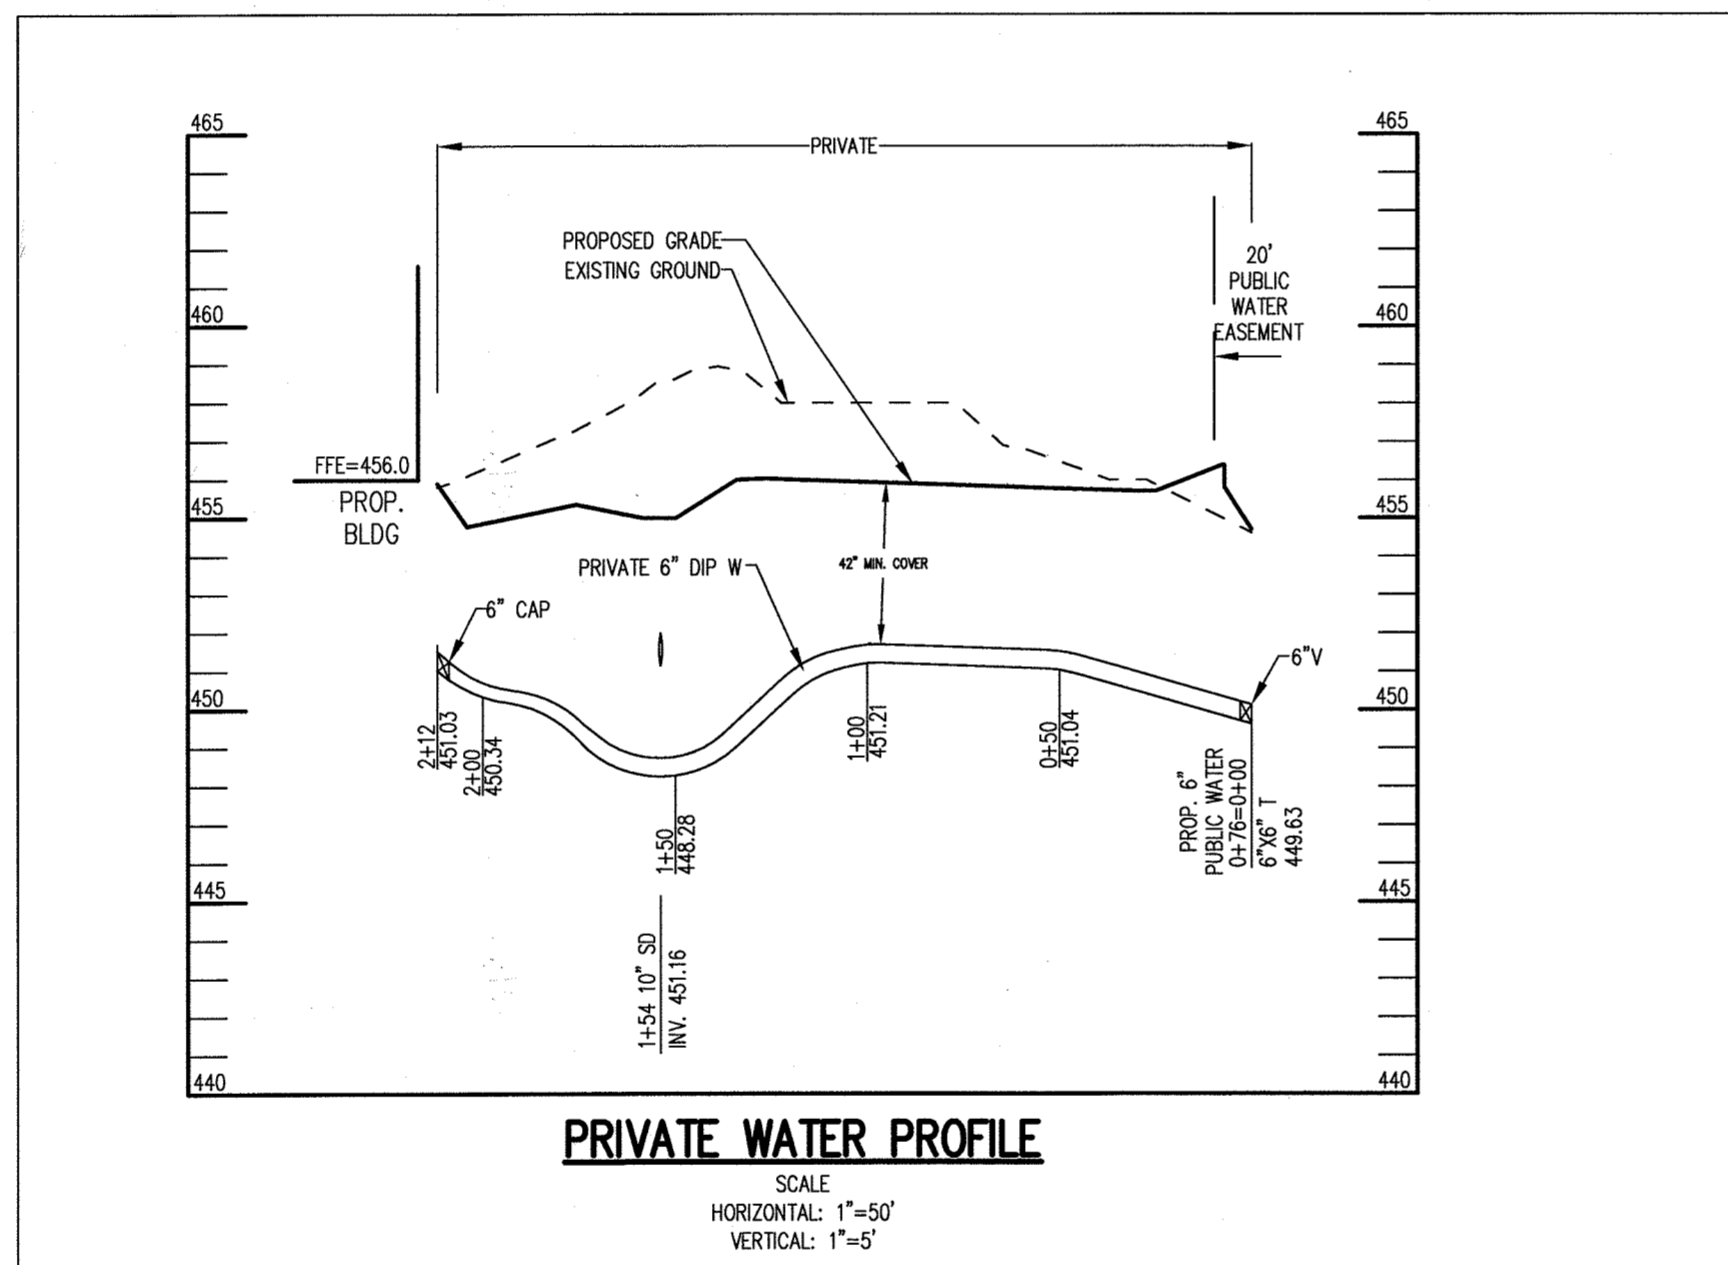 465
465
PRIVATE
PROPOSED GRADE
EXISTING GROUND
20'
PUBLIC
WATER
EASEMENT
460
460
FFE=456.0
PROP.
BLDG
455
455
42" MIN. COVER
PRIVATE 6" DIP W
6" CAP
6"V
450
450
2+12
451.03
2+00
450.34
1+50
448.28
1+00
451.21
0+50
451.04
PROP. 6"
PUBLIC WATER
0+76=0+00
6"X6" T
449.63
445
445
1+54 10" SD
INV. 451.16
440
440
PRIVATE WATER PROFILE
SCALE
HORIZONTAL: 1"=50'
VERTICAL: 1"=5'